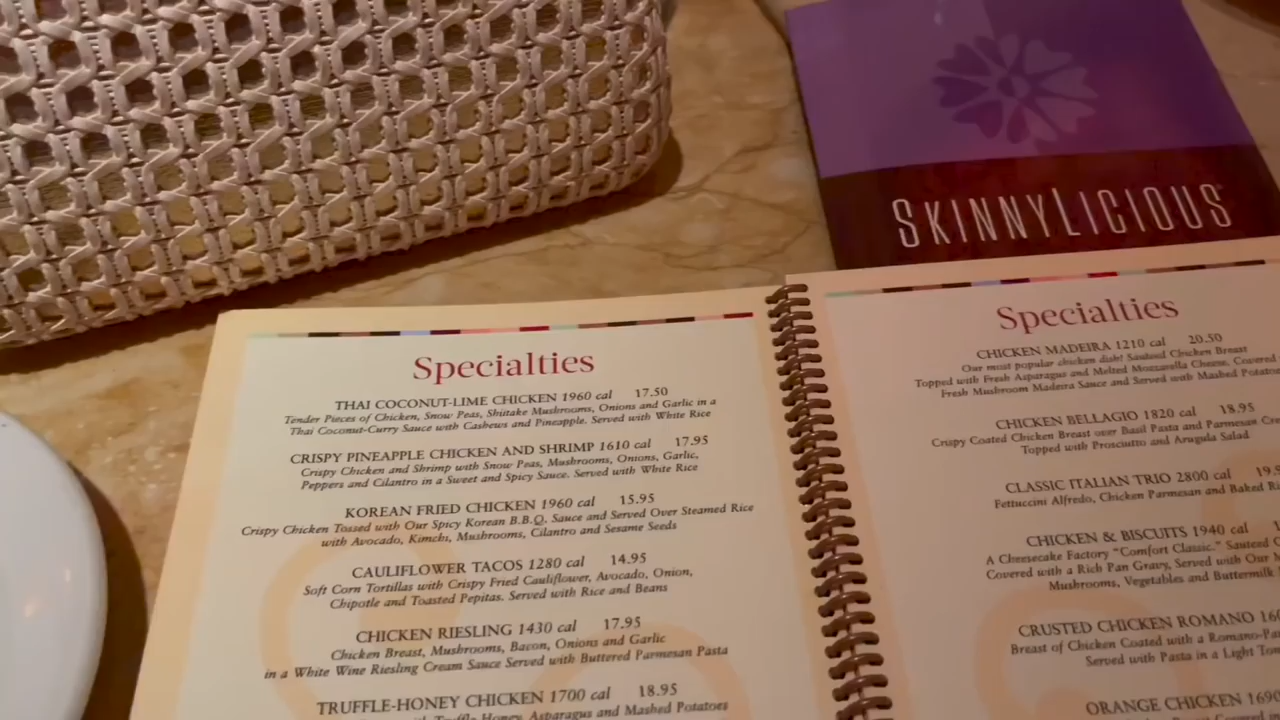 SKINNYLICIOUS
Specialties
THAI COCONUT-LIME CHICKEN 1960 cal 17.50
Tender Pieces of Chicken, Snow Peas, Shiitake Mushrooms, Onions and Garlic in a
Thai Coconut-Curry Sauce with Cashews and Pineapple. Served with White Rice
CRISPY PINEAPPLE CHICKEN AND SHRIMP 1610 cal 17.95
Crispy Chicken and Shrimp with Snow Peas, Mushrooms, Onions, Garlic,
Peppers and Cilantro in a Sweet and Spicy Sauce. Served with White Rice
KOREAN FRIED CHICKEN 1960 cal 15.95
Crispy Chicken Tossed with Our Spicy Korean B.B.Q. Sauce and Served Over Steamed Rice
with Avocado, Kimchi, Mushrooms, Cilantro and Sesame Seeds
CAULIFLOWER TACOS 1280 cal 14.95
Soft Corn Tortillas with Crispy Fried Cauliflower, Avocado, Onion,
Chipotle and Toasted Pepitas. Served with Rice and Beans
CHICKEN RIESLING 1430 cal 17.95
Chicken Breast, Mushrooms, Bacon, Onions and Garlic
in a White Wine Riesling Cream Sauce Served with Buttered Parmesan Pasta
TRUFFLE-HONEY CHICKEN 1700 cal 18.95
with Truffle Honey, Asparagus and Mashed Potatoes
Specialties
CHICKEN MADEIRA 1210 cal 20.50
Our most popular chicken dish! Sautéed Chicken Breast
Topped with Fresh Asparagus and Melted Mozzarella Cheese, Covered
Fresh Mushroom Madeira Sauce and Served with Mashed Potatoes
CHICKEN BELLAGIO 1820 cal 18.95
Crispy Coated Chicken Breast over Basil Pasta and Parmesan
Topped with Prosciutto and Arugula Salad
CLASSIC ITALIAN TRIO 2800 cal
Fettuccini Alfredo, Chicken Parmesan and Baked
CHICKEN & BISCUITS 1940 cal
A Cheesecake Factory "Comfort Classic." Sautéed
Covered with a Rich Pan Gravy, Served with Our
Mushrooms, Vegetables and Buttermilk
CRUSTED CHICKEN ROMANO
Breast of Chicken Coated with a
Served with Pasta in a Light
ORANGE CHICKEN 1690